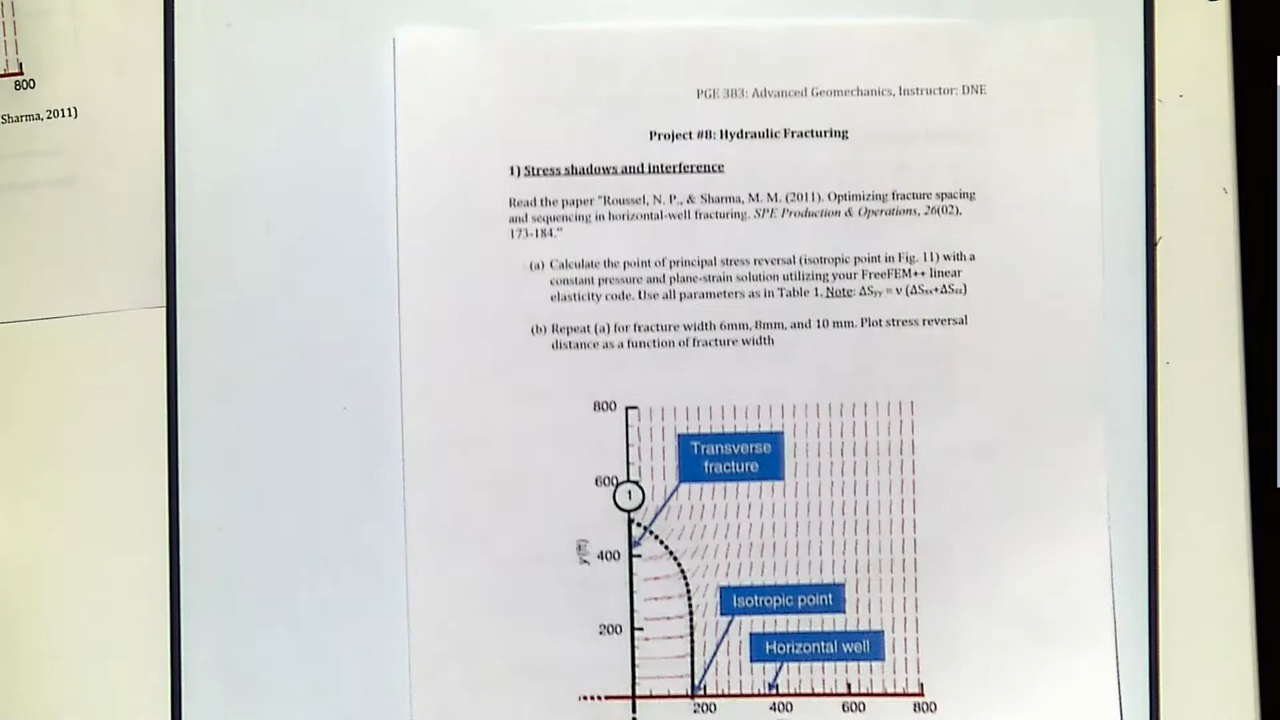 800
Sharma, 2011)
PGE 383: Advanced Geomechanics, Instructor: DNE
Project #8: Hydraulic Fracturing
1) Stress shadows and interference
Read the paper "Roussel, N. P., & Sharma, M. M. (2011). Optimizing fracture spacing
and sequencing in horizontal-well fracturing. SPE Production & Operations, 26(02),
173-184."
(a) Calculate the point of principal stress reversal (isotropic point in Fig. 11) with a
constant pressure and plane-strain solution utilizing your FreeFEM++ linear
elasticity code. Use all parameters as in Table 1. Note: ΔSyy = ν (ΔSxx+ΔSzz)
(b) Repeat (a) for fracture width 6mm, 8mm, and 10 mm. Plot stress reversal
distance as a function of fracture width
800
Transverse
fracture
600
1
y (ft)
400
Isotropic point
200
Horizontal well
200 400 600 800